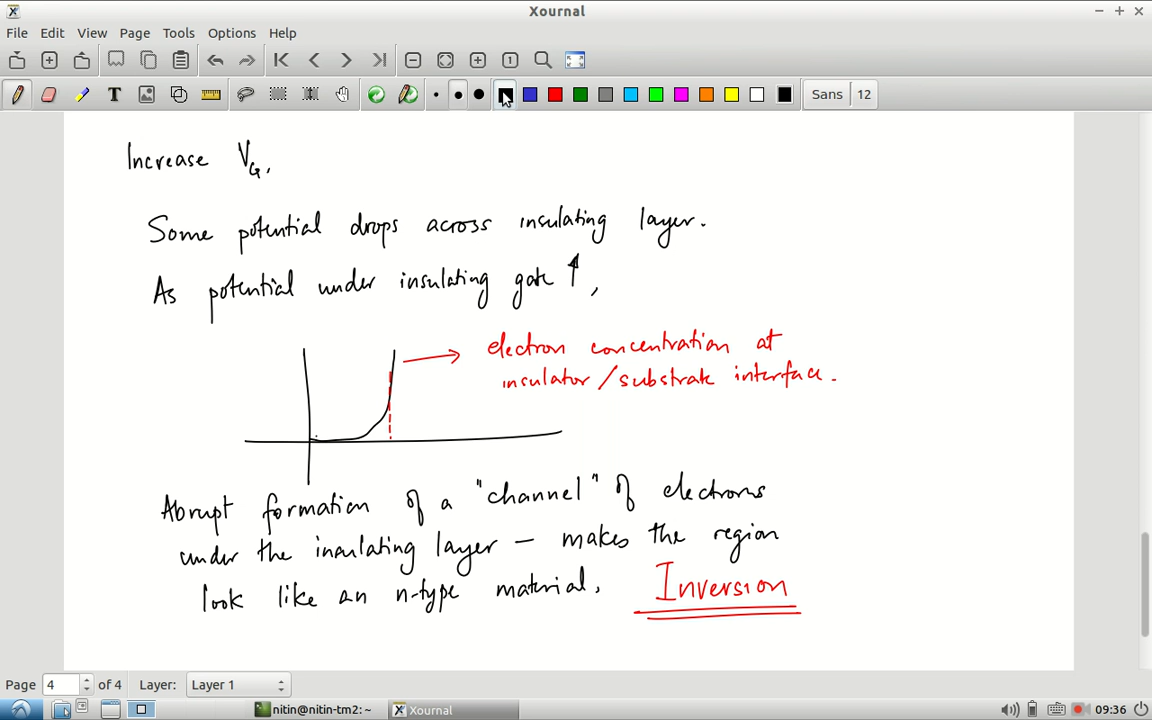 Xournal
File Edit View Page Tools Options Help
Sans 12
Increase VG,
Some potential drops across insulating layer.
As potential under insulating gate ↑,
electron concentration at
insulator/substrate interface.
Abrupt formation of a "channel" of electrons
under the insulating layer – makes the region
look like an n-type material. Inversion
Page 4 of 4 Layer: Layer 1
nitin@nitin-tm2: ~ Xournal 09:36